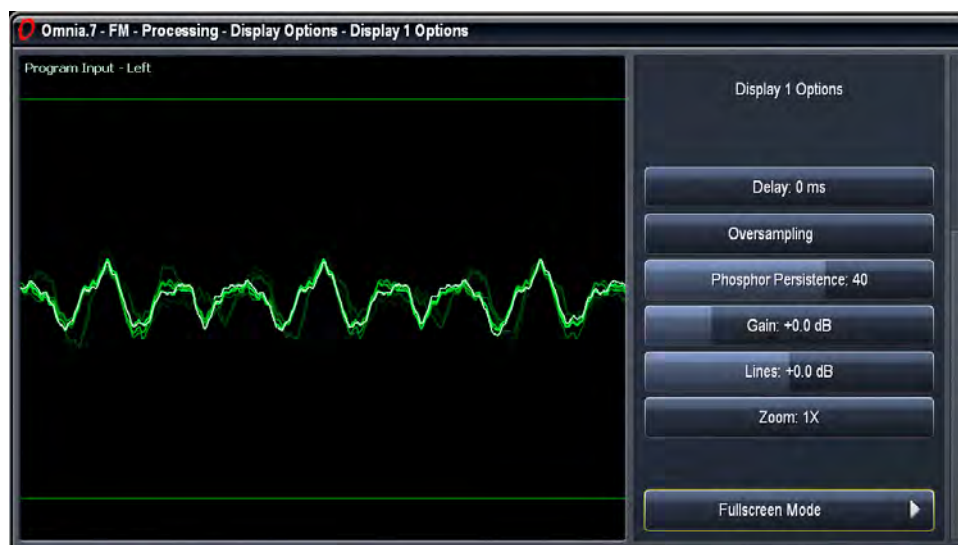 Omnia.7 - FM - Processing - Display Options - Display 1 Options
Program Input - Left
Display 1 Options
Delay: 0 ms
Oversampling
Phosphor Persistence: 40
Gain: +0.0 dB
Lines: +0.0 dB
Zoom: 1X
Fullscreen Mode